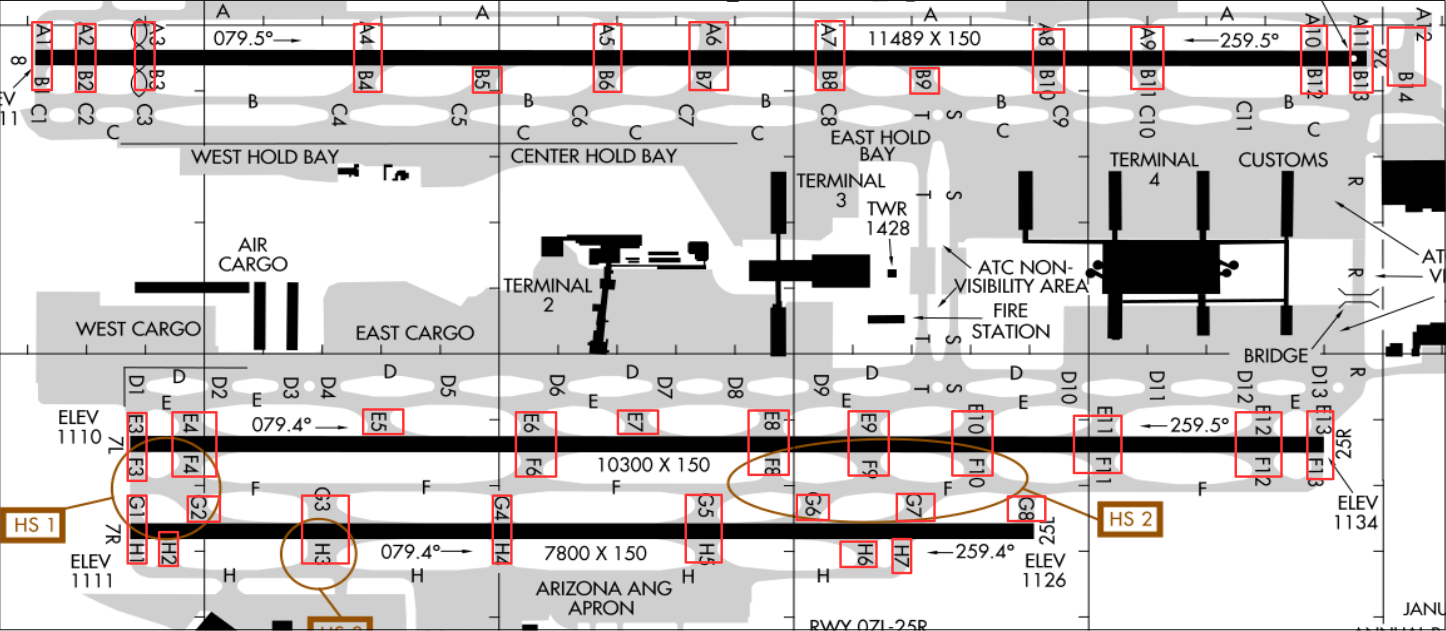 A
A
A
A
A1
A2
A3
079.5°
A4
A5
A6
A7
11489 X 150
A8
A9
259.5°
A10
A11
A12
8
26
B1
B2
B3
B4
B5
B6
B7
B8
B9
B10
B11
B12
B13
B14
EV
11
C1
C2
C3
B
C4
C5
B
C6
C7
B
C8
T
S
B
C9
C10
C11
B
C
C
C
C
C
C
WEST HOLD BAY
CENTER HOLD BAY
EAST HOLD
BAY
TERMINAL
4
CUSTOMS
TERMINAL
3
T
S
R
TWR
1428
AIR
CARGO
ATC NON-
VISIBILITY AREA
R
AT
VI
TERMINAL
2
FIRE
STATION
WEST CARGO
EAST CARGO
T
S
BRIDGE
R
D
D
D
D
D
D1
D2
D3
D5
D6
D7
D8
D9
T
S
D10
D11
D12
D13
E
E
E
E
E
E
ELEV
1110
7L
E3
E4
079.4°
E5
E6
E7
E8
E9
E10
E11
259.5°
E12
E13
25R
F3
F4
F6
10300 X 150
F8
F9
F10
F11
F12
F13
F
F
F
F
F
ELEV
1134
HS 1
HS 2
G1
G2
G3
G4
G5
G6
G7
G8
7R
25L
H1
H2
H3
079.4°
H4
7800 X 150
H5
H6
H7
259.4°
ELEV
1111
ELEV
1126
H
H
H
H
ARIZONA ANG
APRON
JANU
RWY 07L-25R